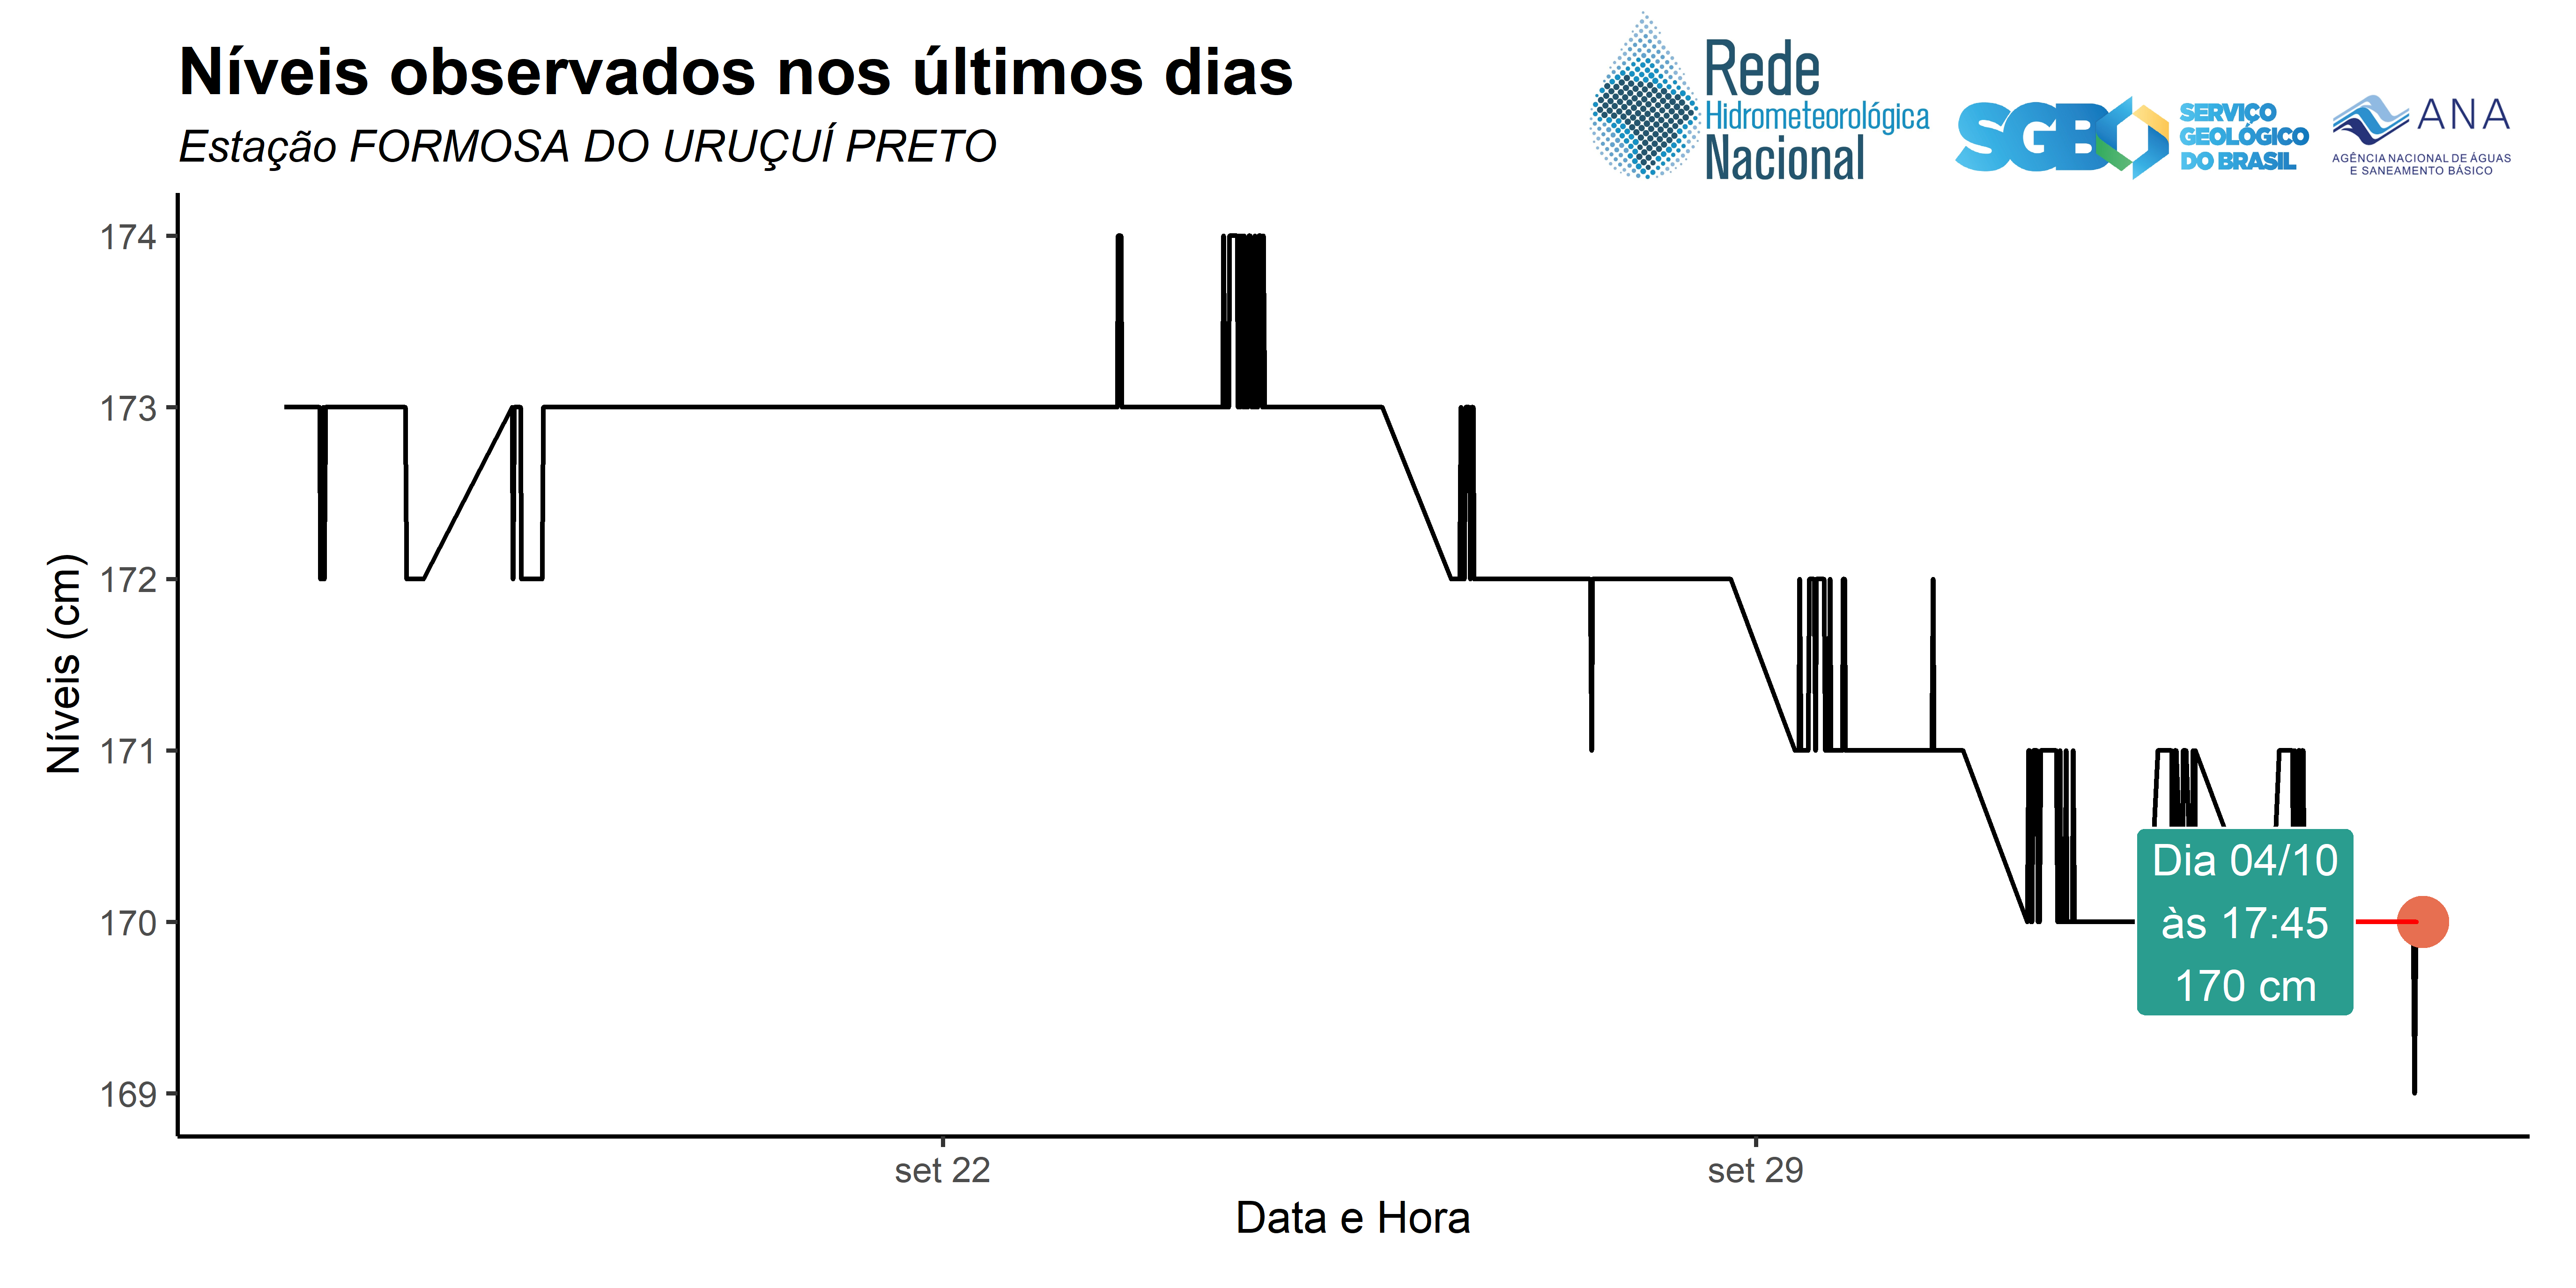 Níveis observados nos últimos dias
Estação FORMOSA DO URUÇUÍ PRETO
Rede
Hidrometeorológica
Nacional
SGB
SERVIÇO
GEOLÓGICO
DO BRASIL
ANA
AGÊNCIA NACIONAL DE ÁGUAS
E SANEAMENTO BÁSICO
174
173
172
171
170
169
Níveis (cm)
Dia 04/10
às 17:45
170 cm
set 22
set 29
Data e Hora